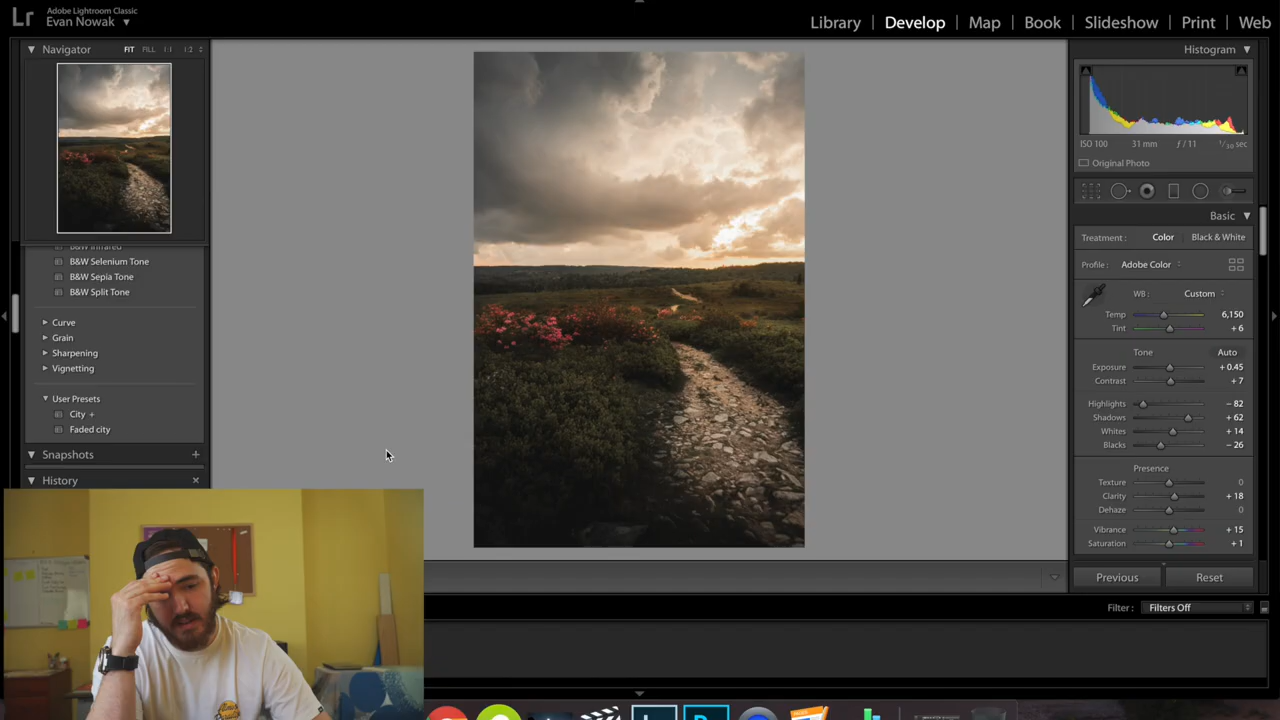 Lr
Adobe Lightroom Classic
Evan Nowak
Library | Develop | Map | Book | Slideshow | Print | Web
Navigator FIT FILL 1:1 1:2
B&W Infrared
B&W Selenium Tone
B&W Sepia Tone
B&W Split Tone
Curve
Grain
Sharpening
Vignetting
User Presets
City +
Faded city
Snapshots +
History ×
Histogram
ISO 100 31 mm ƒ / 11 1/30 sec
Original Photo
Basic
Treatment : Color Black & White
Profile : Adobe Color
WB : Custom
Temp 6,150
Tint + 6
Tone Auto
Exposure + 0.45
Contrast + 7
Highlights − 82
Shadows + 62
Whites + 14
Blacks − 26
Presence
Texture 0
Clarity + 18
Dehaze 0
Vibrance + 15
Saturation + 1
Previous Reset
Filter : Filters Off